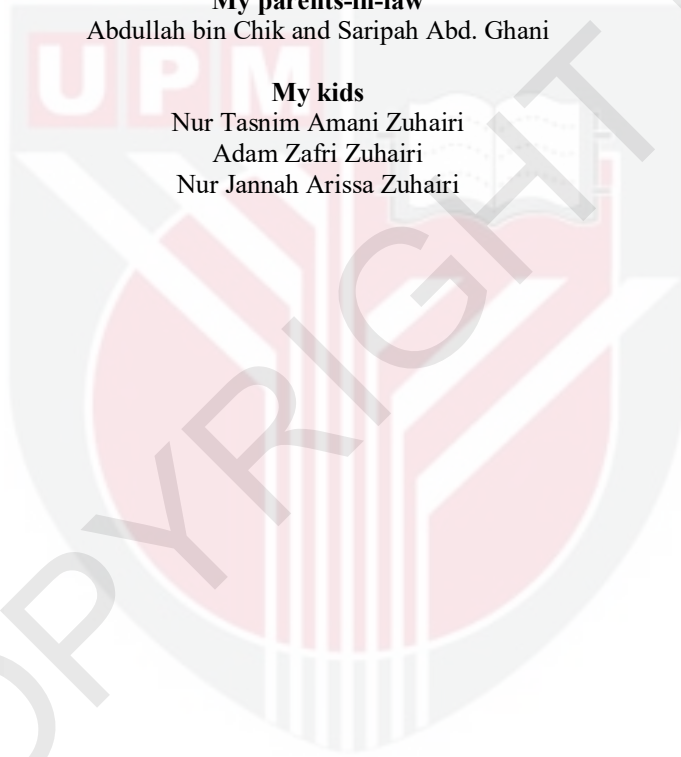 My parents-in-law
Abdullah bin Chik and Saripah Abd. Ghani
My kids
Nur Tasnim Amani Zuhairi
Adam Zafri Zuhairi
Nur Jannah Arissa Zuhairi
UPM
OPYRIGHT